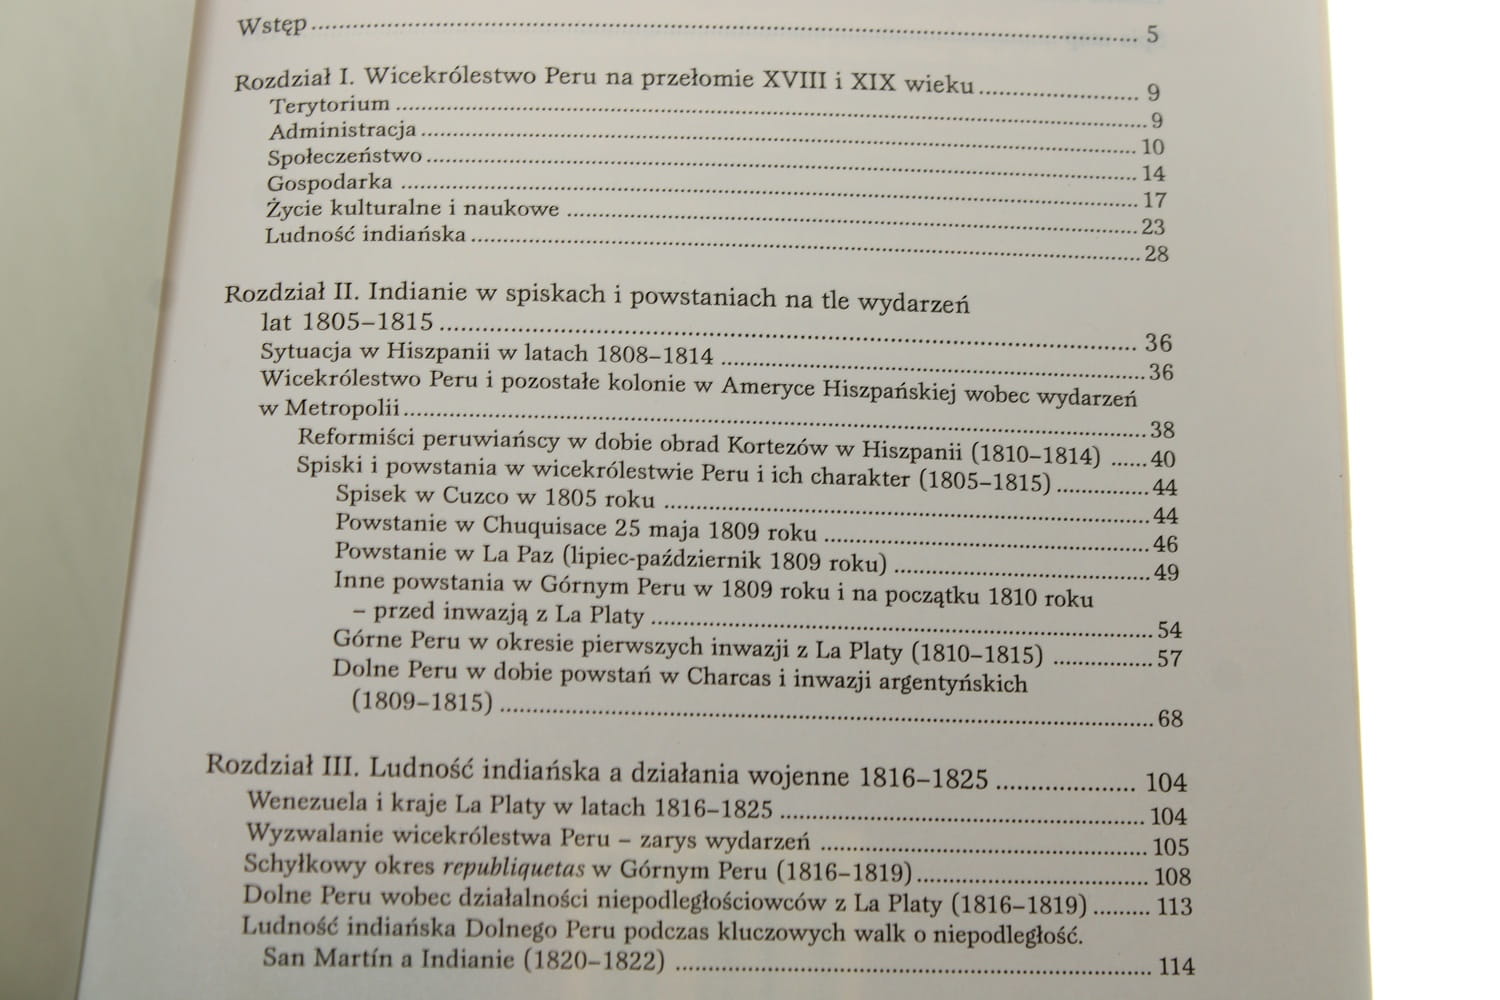 Wstęp ........ 5
Rozdział I. Wicekrólestwo Peru na przełomie XVIII i XIX wieku ........ 9
Terytorium ........ 9
Administracja ........ 10
Społeczeństwo ........ 14
Gospodarka ........ 17
Życie kulturalne i naukowe ........ 23
Ludność indiańska ........ 28
Rozdział II. Indianie w spiskach i powstaniach na tle wydarzeń
lat 1805–1815 ........ 36
Sytuacja w Hiszpanii w latach 1808–1814 ........ 36
Wicekrólestwo Peru i pozostałe kolonie w Ameryce Hiszpańskiej wobec wydarzeń
w Metropolii ........ 38
Reformiści peruwiańscy w dobie obrad Kortezów w Hiszpanii (1810–1814) ...... 40
Spiski i powstania w wicekrólestwie Peru i ich charakter (1805–1815) ........ 44
Spisek w Cuzco w 1805 roku ........ 44
Powstanie w Chuquisace 25 maja 1809 roku ........ 46
Powstanie w La Paz (lipiec-październik 1809 roku) ........ 49
Inne powstania w Górnym Peru w 1809 roku i na początku 1810 roku
– przed inwazją z La Platy ........ 54
Górne Peru w okresie pierwszych inwazji z La Platy (1810–1815) ........ 57
Dolne Peru w dobie powstań w Charcas i inwazji argentyńskich
(1809–1815) ........ 68
Rozdział III. Ludność indiańska a działania wojenne 1816–1825 ........ 104
Wenezuela i kraje La Platy w latach 1816–1825 ........ 104
Wyzwalanie wicekrólestwa Peru – zarys wydarzeń ........ 105
Schyłkowy okres republiquetas w Górnym Peru (1816–1819) ........ 108
Dolne Peru wobec działalności niepodległościowców z La Platy (1816–1819) ........ 113
Ludność indiańska Dolnego Peru podczas kluczowych walk o niepodległość.
San Martín a Indianie (1820–1822) ........ 114